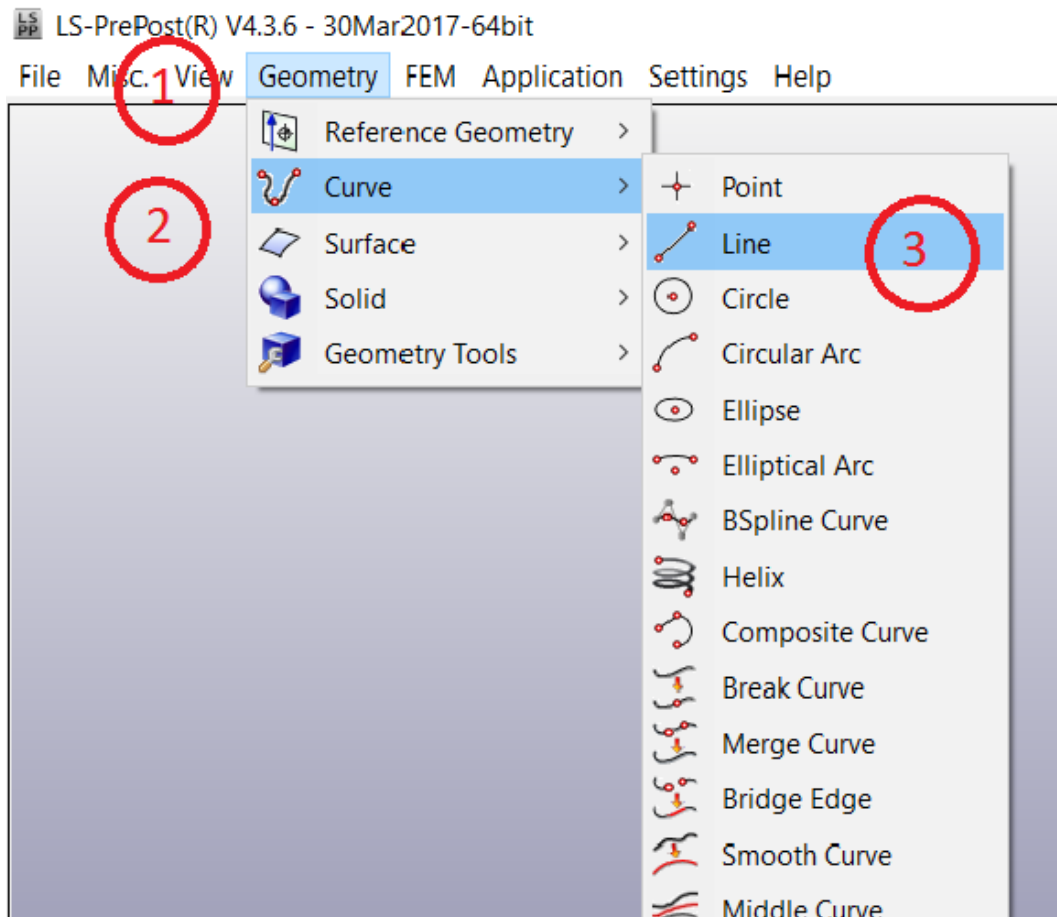 LS PP LS-PrePost(R) V4.3.6 - 30Mar2017-64bit
File Misc. View Geometry FEM Application Settings Help
1
Reference Geometry >
Curve >
Point
2
Surface >
Line
3
Solid >
Circle
Geometry Tools >
Circular Arc
Ellipse
Elliptical Arc
BSpline Curve
Helix
Composite Curve
Break Curve
Merge Curve
Bridge Edge
Smooth Curve
Middle Curve